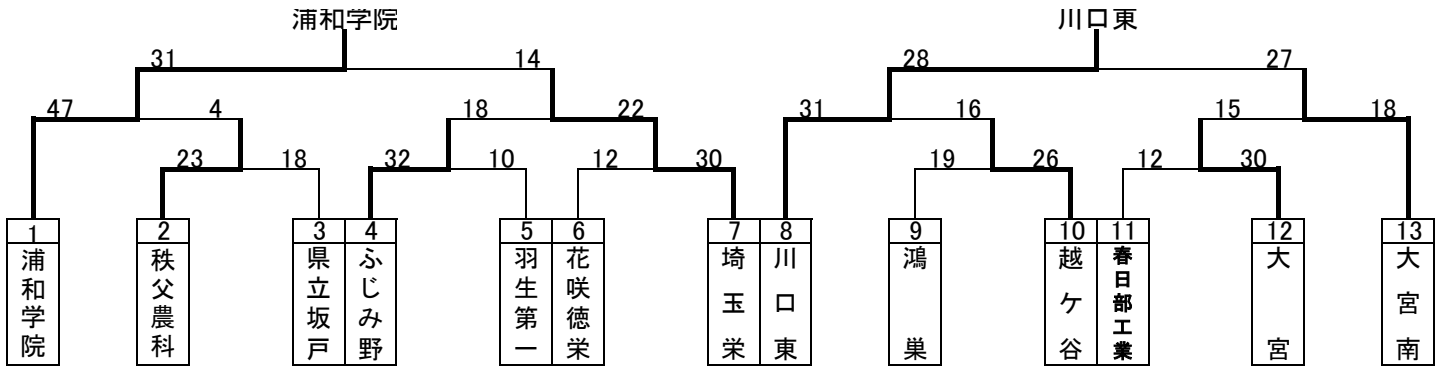 浦和学院 川口東
31 14 28 27
47 4 18 22 31 16 15 18
23 18 32 10 12 30 19 26 12 30
1 2 3 4 5 6 7 8 9 10 11 12 13
浦和学院
秩父農科
県立坂戸
ふじみ野
羽生第一
花咲徳栄
埼玉栄
川口東
鴻巣
越ケ谷
春日部工業
大宮
大宮南